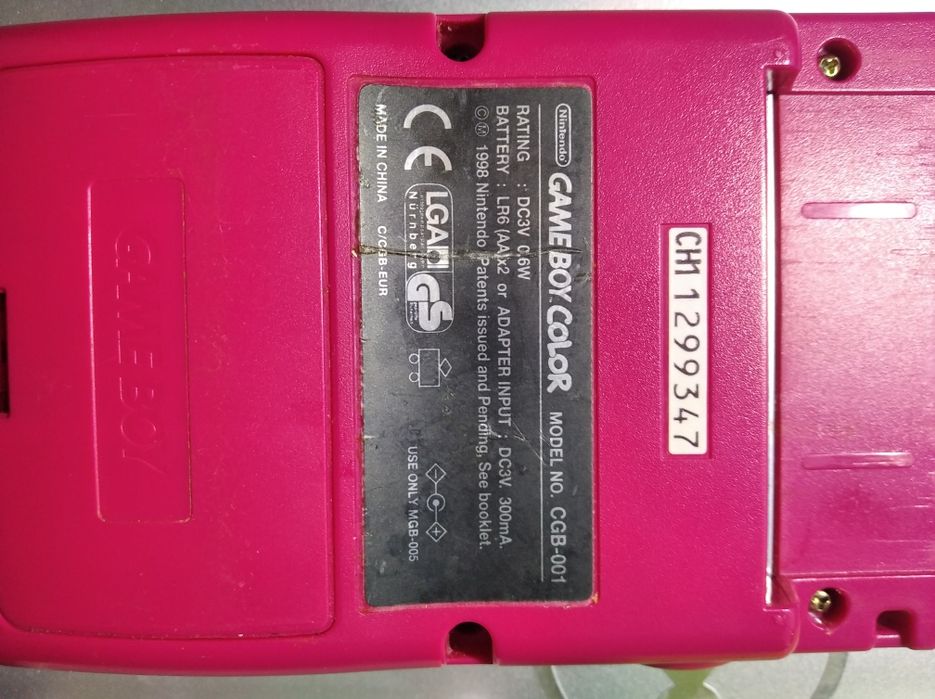 CH11299347
Nintendo GAME BOY COLOR MODEL NO. CGB-001
RATING : DC3V 0.6W
BATTERY : LR6 (AA)x2 or ADAPTER INPUT : DC3V. 300mA.
© Ⓜ 1998 Nintendo Patents issued and Pending, See booklet.
CE LGA Nürnberg GS
USE ONLY MGB-005
MADE IN CHINA C/CGB-EUR
GAME BOY